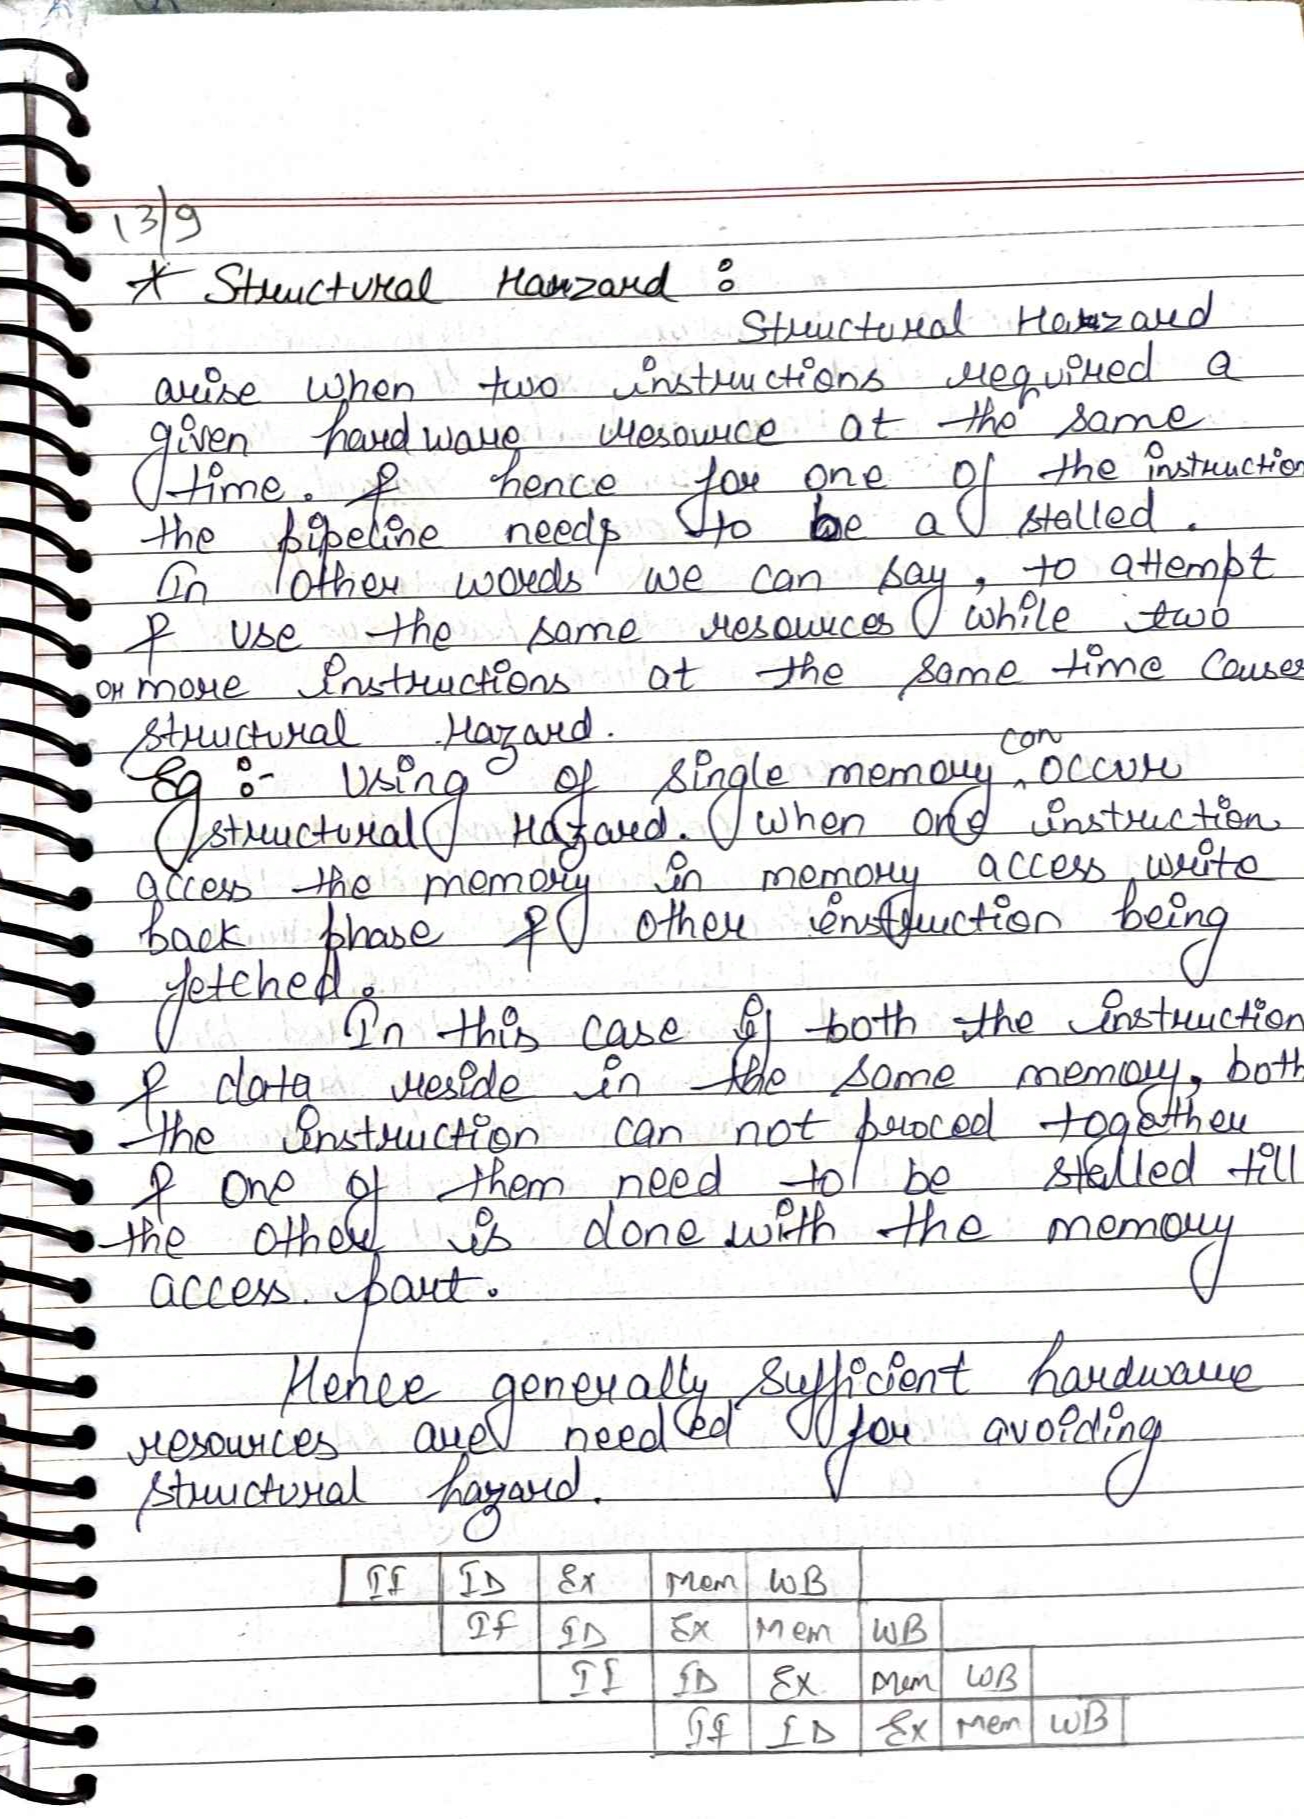 13/9
* Structural Harzard :
Structural Harzard
arise when two instructions required a
given hardware resource at the same
time. & hence for one of the instruction
the pipeline needs to be a stalled.
In other words we can say, to attempt
& use the same resources while two
or more instructions at the same time causes
structural Hazard.
Eg :- Using of single memory can occur
structural Hazard. When one instruction
access the memory in memory access write
back phase & other instruction being
fetched.
In this case if both the instruction
& data reside in the same memory, both
the instruction can not proced together
& one of them need to be stalled till
the other is done with the memory
access part.
Hence generally sufficient hardware
resources are needed for avoiding
structural hazard.
IF ID Ex Mem WB
IF ID Ex Mem WB
IF ID Ex Mem WB
IF ID Ex Mem WB